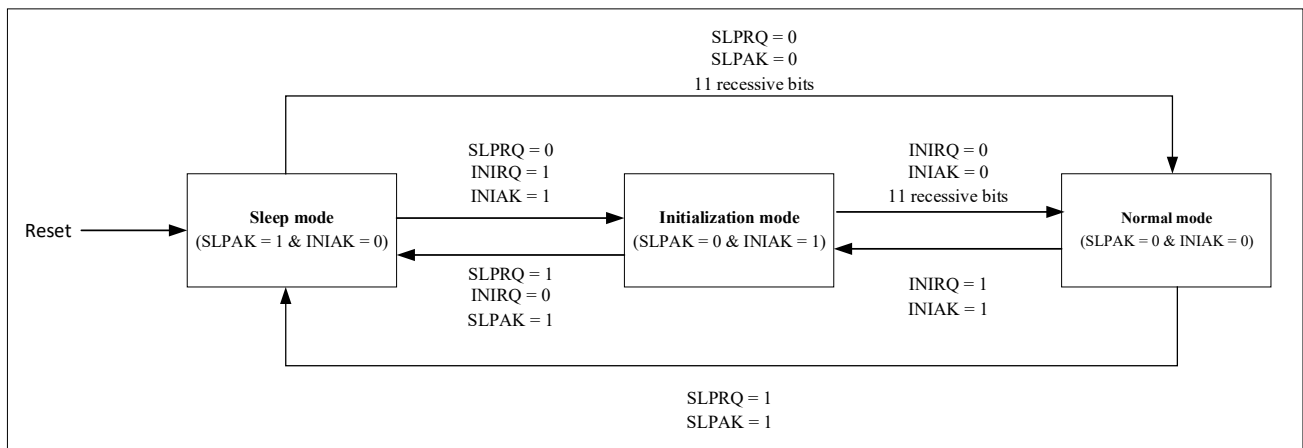 SLPRQ = 0
SLPAK = 0
11 recessive bits
SLPRQ = 0
INIRQ = 1
INIAK = 1
INIRQ = 0
INIAK = 0
11 recessive bits
Reset
Sleep mode
(SLPAK = 1 & INIAK = 0)
Initialization mode
(SLPAK = 0 & INIAK = 1)
Normal mode
(SLPAK = 0 & INIAK = 0)
SLPRQ = 1
INIRQ = 0
SLPAK = 1
INIRQ = 1
INIAK = 1
SLPRQ = 1
SLPAK = 1